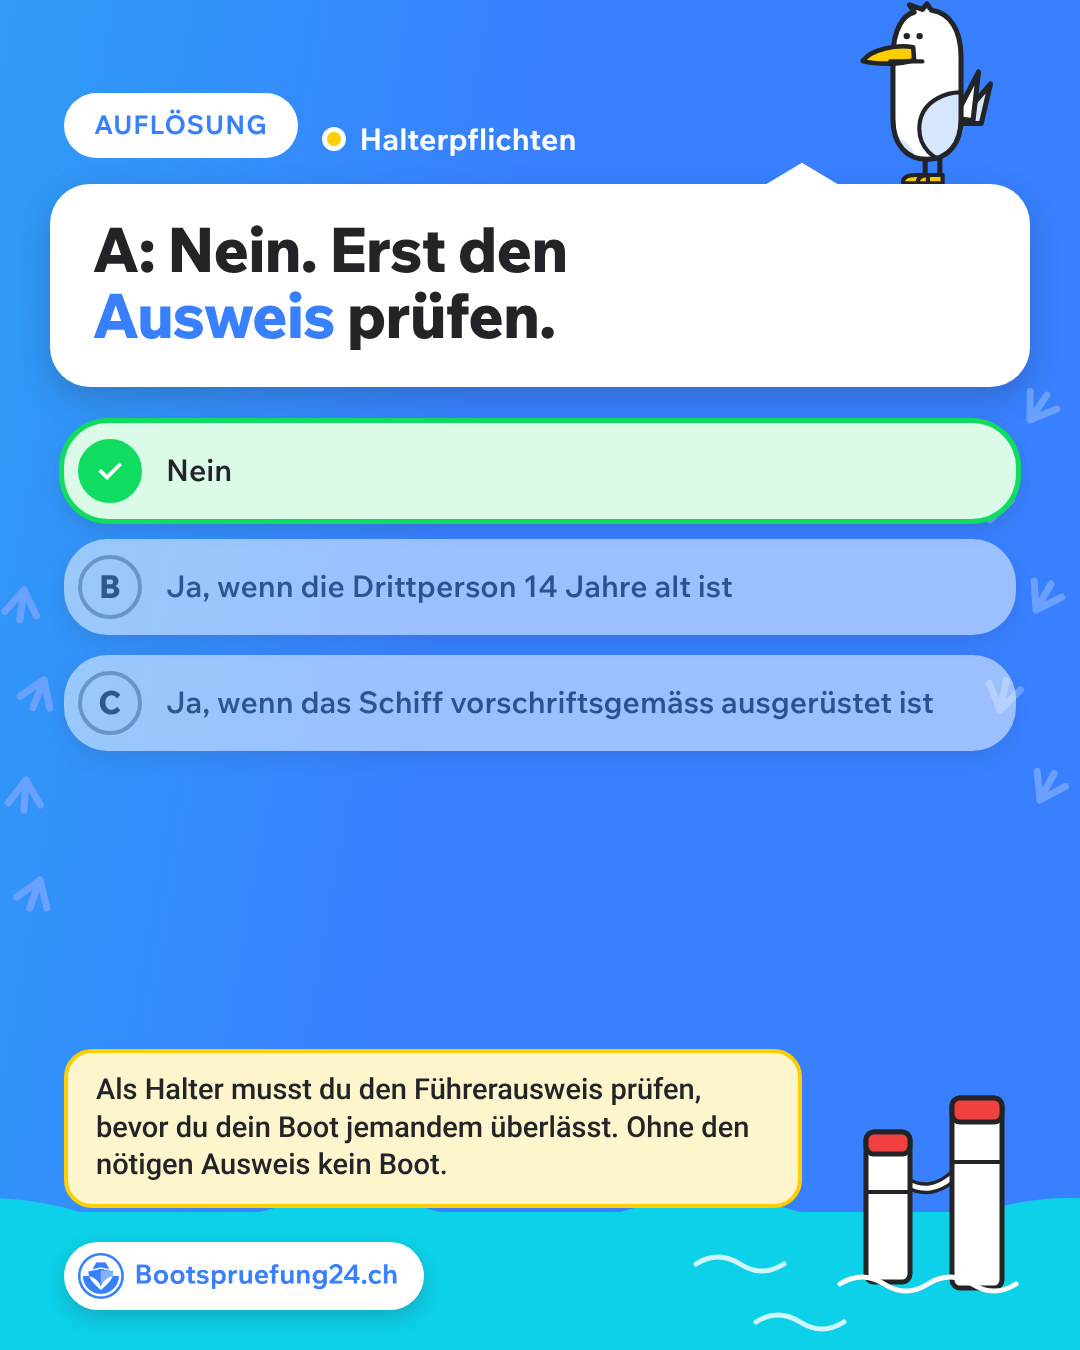 AUFLÖSUNG
Halterpflichten
A: Nein. Erst den
Ausweis prüfen.
Nein
B Ja, wenn die Drittperson 14 Jahre alt ist
C Ja, wenn das Schiff vorschriftsgemäss ausgerüstet ist
Als Halter musst du den Führerausweis prüfen,
bevor du dein Boot jemandem überlässt. Ohne den
nötigen Ausweis kein Boot.
Bootspruefung24.ch